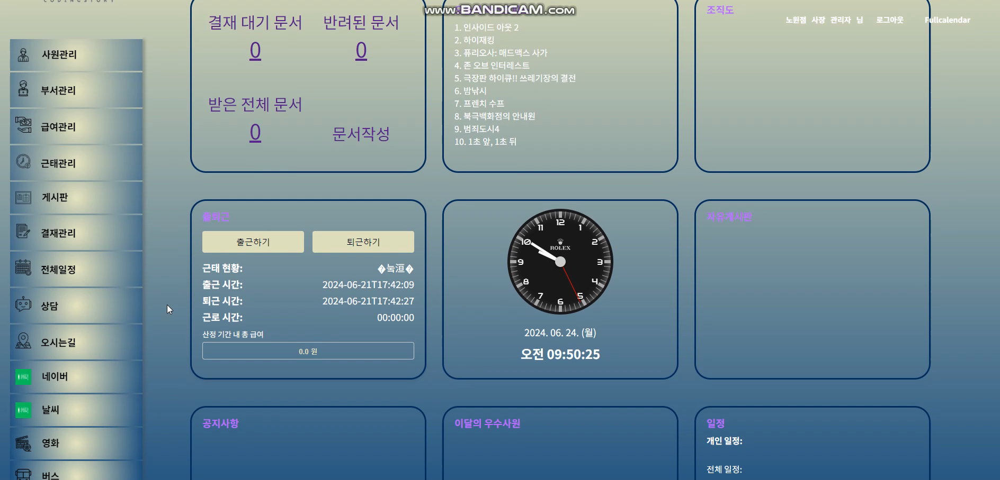 CODINGSTORY
www.BANDICAM.com
노원점 사장 관리자 님 로그아웃 Fullcalendar
사원관리
부서관리
급여관리
근태관리
게시판
결재관리
전체일정
상담
오시는길
네이버
날씨
영화
버스
결재 대기 문서
0
반려된 문서
0
받은 전체 문서
0
문서작성
1. 인사이드 아웃 2
2. 하이재킹
3. 퓨리오사: 매드맥스 사가
4. 존 오브 인터레스트
5. 극장판 하이큐!! 쓰레기장의 결전
6. 밤낚시
7. 프렌치 수프
8. 북극백화점의 안내원
9. 범죄도시4
10. 1초 앞, 1초 뒤
조직도
출퇴근
출근하기 퇴근하기
근태 현황: �눅洹�
출근 시간: 2024-06-21T17:42:09
퇴근 시간: 2024-06-21T17:42:27
근로 시간: 00:00:00
산정 기간 내 총 급여
0.0 원
12
11 1
10 2
ROLEX
9 3
8 4
7 5
6
2024. 06. 24. (월)
오전 09:50:25
자유게시판
공지사항
이달의 우수사원
일정
개인 일정:
전체 일정: